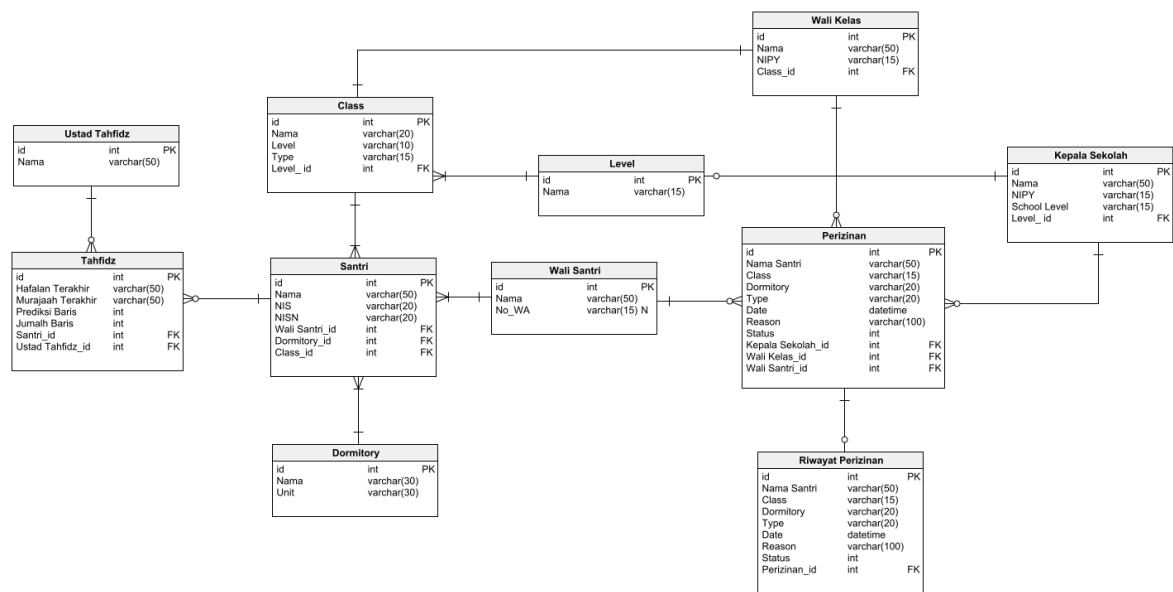 Wali Kelas
id int PK
Nama varchar(50)
NIPY varchar(15)
Class_id int FK
Class
id int PK
Nama varchar(20)
Level varchar(10)
Type varchar(15)
Level_ id int FK
Ustad Tahfidz
id int PK
Nama varchar(50)
Level
id int PK
Nama varchar(15)
Kepala Sekolah
id int PK
Nama varchar(50)
NIPY varchar(15)
School Level varchar(15)
Level_ id int FK
Tahfidz
id int PK
Hafalan Terakhir varchar(50)
Murajaah Terakhir varchar(50)
Prediksi Baris int
Jumalh Baris int
Santri_id int FK
Ustad Tahfidz_id int FK
Santri
id int PK
Nama varchar(50)
NIS varchar(20)
NISN varchar(20)
Wali Santri_id int FK
Dormitory_id int FK
Class_id int FK
Wali Santri
id int PK
Nama varchar(50)
No_WA varchar(15) N
Perizinan
id int PK
Nama Santri varchar(50)
Class varchar(15)
Dormitory varchar(20)
Type varchar(20)
Date datetime
Reason varchar(100)
Status int
Kepala Sekolah_id int FK
Wali Kelas_id int FK
Wali Santri_id int FK
Dormitory
id int PK
Nama varchar(30)
Unit varchar(30)
Riwayat Perizinan
id int PK
Nama Santri varchar(50)
Class varchar(15)
Dormitory varchar(20)
Type varchar(20)
Date datetime
Reason varchar(100)
Status int
Perizinan_id int FK